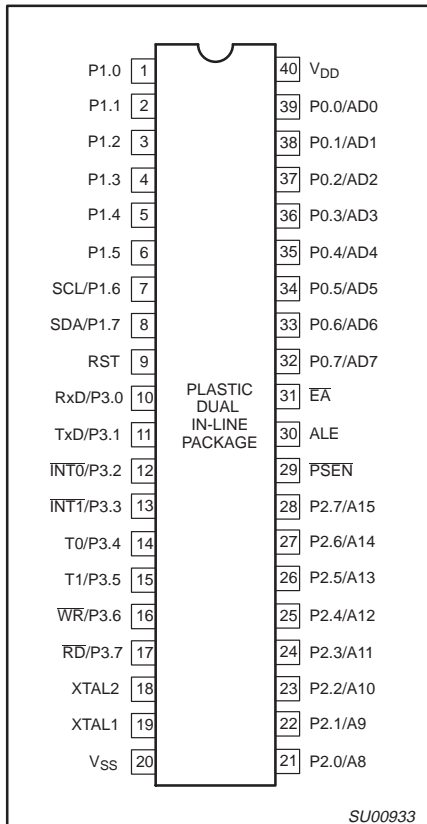 P1.0 1
P1.1 2
P1.2 3
P1.3 4
P1.4 5
P1.5 6
SCL/P1.6 7
SDA/P1.7 8
RST 9
RxD/P3.0 10
TxD/P3.1 11
I̅N̅T̅0̅/P3.2 12
I̅N̅T̅1̅/P3.3 13
T0/P3.4 14
T1/P3.5 15
W̅R̅/P3.6 16
R̅D̅/P3.7 17
XTAL2 18
XTAL1 19
VSS 20
PLASTIC
DUAL
IN-LINE
PACKAGE
40 VDD
39 P0.0/AD0
38 P0.1/AD1
37 P0.2/AD2
36 P0.3/AD3
35 P0.4/AD4
34 P0.5/AD5
33 P0.6/AD6
32 P0.7/AD7
31 E̅A̅
30 ALE
29 P̅S̅E̅N̅
28 P2.7/A15
27 P2.6/A14
26 P2.5/A13
25 P2.4/A12
24 P2.3/A11
23 P2.2/A10
22 P2.1/A9
21 P2.0/A8
SU00933